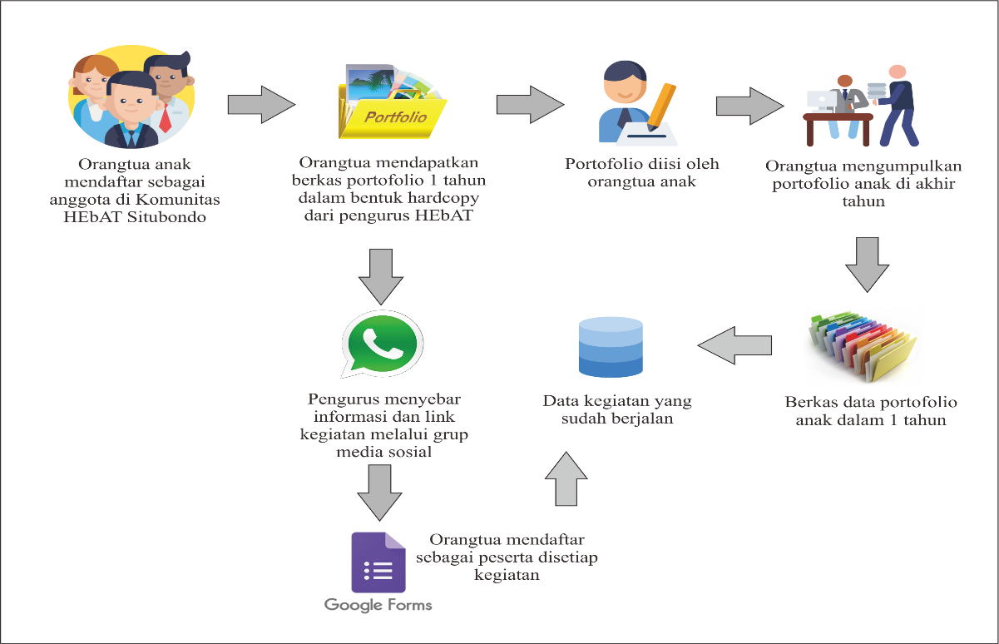 Orangtua anak
mendaftar sebagai
anggota di Komunitas
HEbAT Situbondo
Portfolio
Orangtua mendapatkan
berkas portofolio 1 tahun
dalam bentuk hardcopy
dari pengurus HEbAT
Portofolio diisi oleh
orangtua anak
Orangtua mengumpulkan
portofolio anak di akhir
tahun
Pengurus menyebar
informasi dan link
kegiatan melalui grup
media sosial
Data kegiatan yang
sudah berjalan
Berkas data portofolio
anak dalam 1 tahun
Orangtua mendaftar
sebagai peserta disetiap
kegiatan
Google Forms